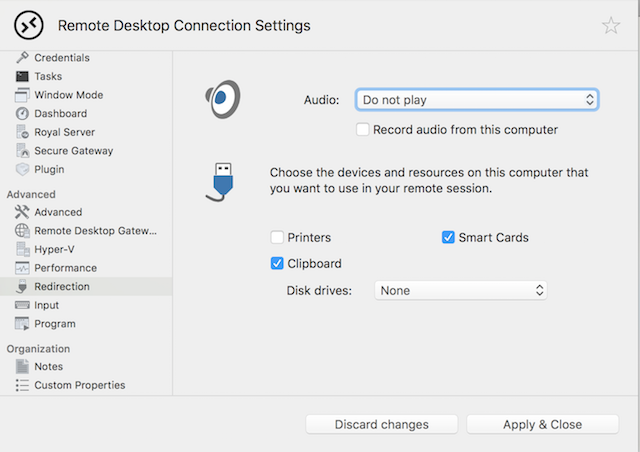 Remote Desktop Connection Settings
Credentials
Tasks
Window Mode
Dashboard
Royal Server
Secure Gateway
Plugin
Advanced
Advanced
Remote Desktop Gatew...
Hyper-V
Performance
Redirection
Input
Program
Organization
Notes
Custom Properties
Audio: Do not play
Record audio from this computer
Choose the devices and resources on this computer that
you want to use in your remote session.
Printers
Smart Cards
Clipboard
Disk drives: None
Discard changes
Apply & Close